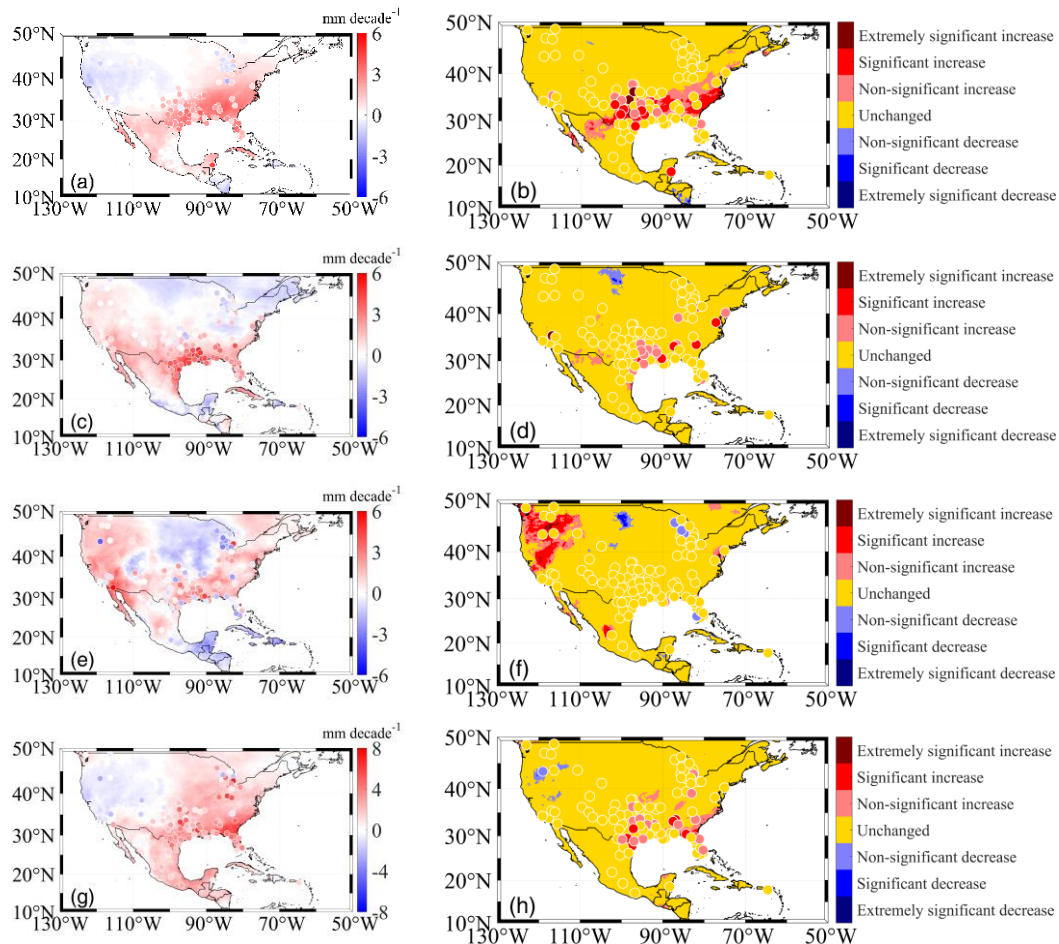 mm decade-1
50°N
40°N
30°N
20°N
10°N
130°W 110°W 90°W 70°W 50°W
(a)
6
3
0
-3
-6
50°N
40°N
30°N
20°N
10°N
130°W 110°W 90°W 70°W 50°W
(b)
Extremely significant increase
Significant increase
Non-significant increase
Unchanged
Non-significant decrease
Significant decrease
Extremely significant decrease
mm decade-1
50°N
40°N
30°N
20°N
10°N
130°W 110°W 90°W 70°W 50°W
(c)
6
3
0
-3
-6
50°N
40°N
30°N
20°N
10°N
130°W 110°W 90°W 70°W 50°W
(d)
Extremely significant increase
Significant increase
Non-significant increase
Unchanged
Non-significant decrease
Significant decrease
Extremely significant decrease
mm decade-1
50°N
40°N
30°N
20°N
10°N
130°W 110°W 90°W 70°W 50°W
(e)
6
3
0
-3
-6
50°N
40°N
30°N
20°N
10°N
130°W 110°W 90°W 70°W 50°W
(f)
Extremely significant increase
Significant increase
Non-significant increase
Unchanged
Non-significant decrease
Significant decrease
Extremely significant decrease
mm decade-1
50°N
40°N
30°N
20°N
10°N
130°W 110°W 90°W 70°W 50°W
(g)
8
4
0
-4
-8
50°N
40°N
30°N
20°N
10°N
130°W 110°W 90°W 70°W 50°W
(h)
Extremely significant increase
Significant increase
Non-significant increase
Unchanged
Non-significant decrease
Significant decrease
Extremely significant decrease